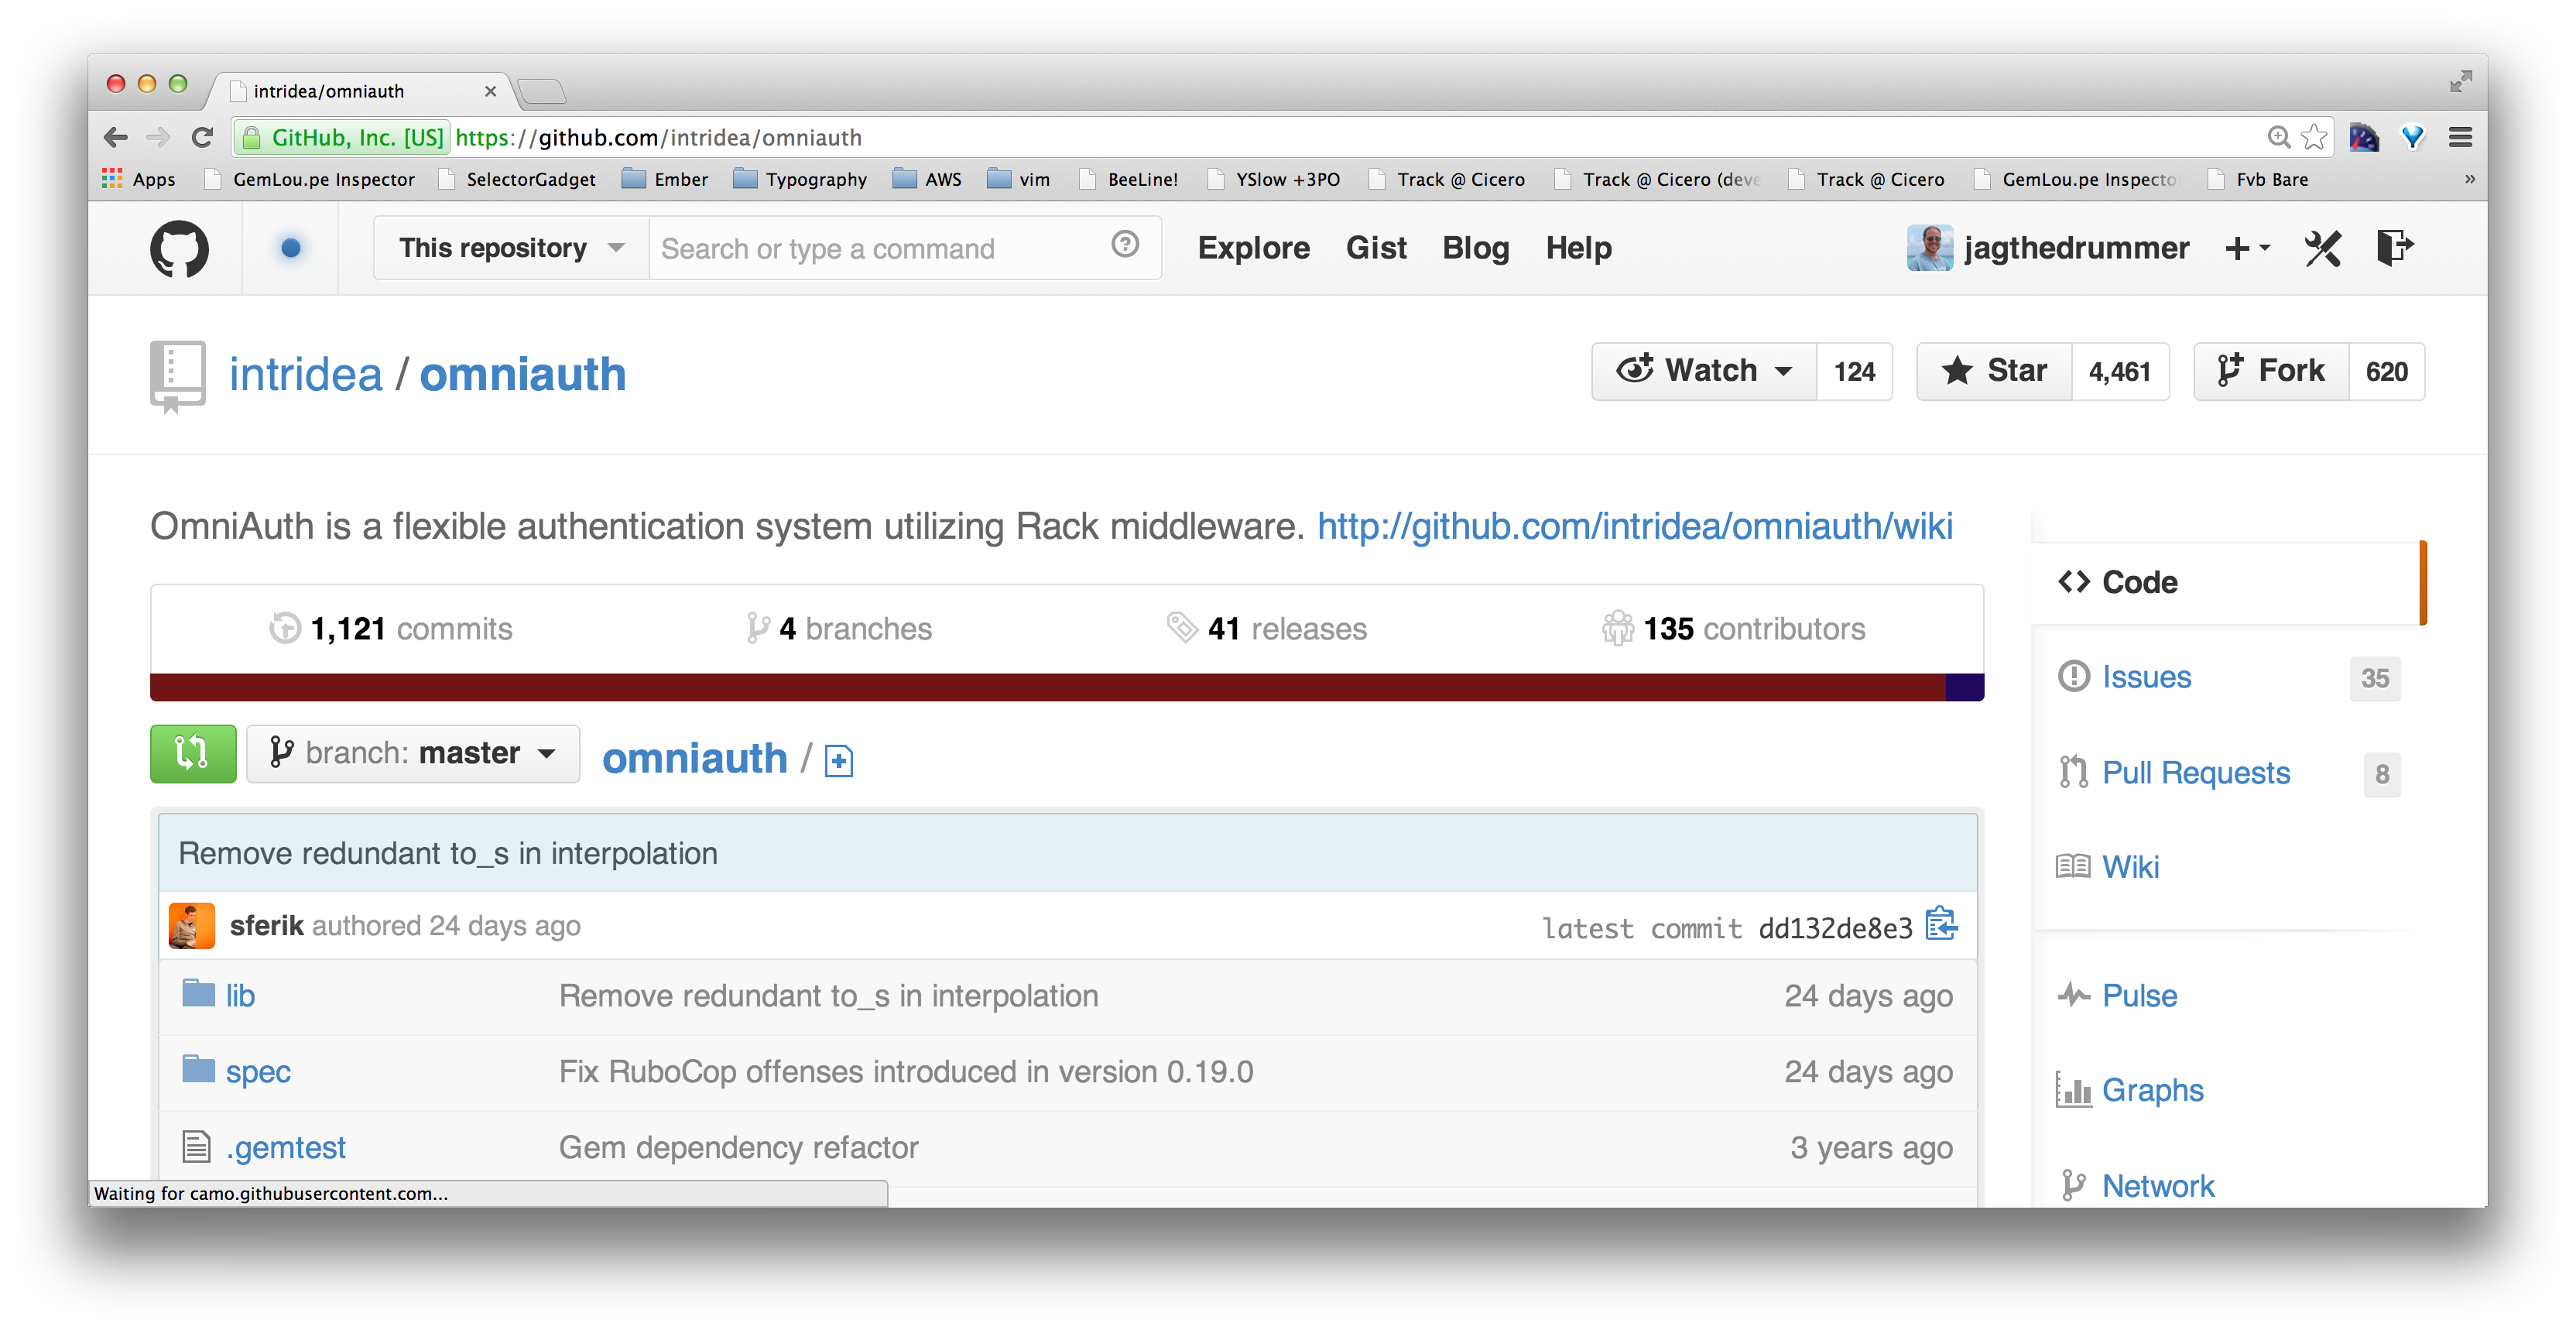 intridea/omniauth
GitHub, Inc. [US] https://github.com/intridea/omniauth
Apps GemLou.pe Inspector SelectorGadget Ember Typography AWS vim BeeLine! YSlow +3PO Track @ Cicero Track @ Cicero (deve Track @ Cicero GemLou.pe Inspecto Fvb Bare »
This repository Search or type a command Explore Gist Blog Help jagthedrummer
intridea / omniauth Watch 124 Star 4,461 Fork 620
OmniAuth is a flexible authentication system utilizing Rack middleware. http://github.com/intridea/omniauth/wiki
1,121 commits 4 branches 41 releases 135 contributors
branch: master omniauth /
Remove redundant to_s in interpolation
sferik authored 24 days ago latest commit dd132de8e3
lib Remove redundant to_s in interpolation 24 days ago
spec Fix RuboCop offenses introduced in version 0.19.0 24 days ago
.gemtest Gem dependency refactor 3 years ago
Code
Issues 35
Pull Requests 8
Wiki
Pulse
Graphs
Network
Waiting for camo.githubusercontent.com...